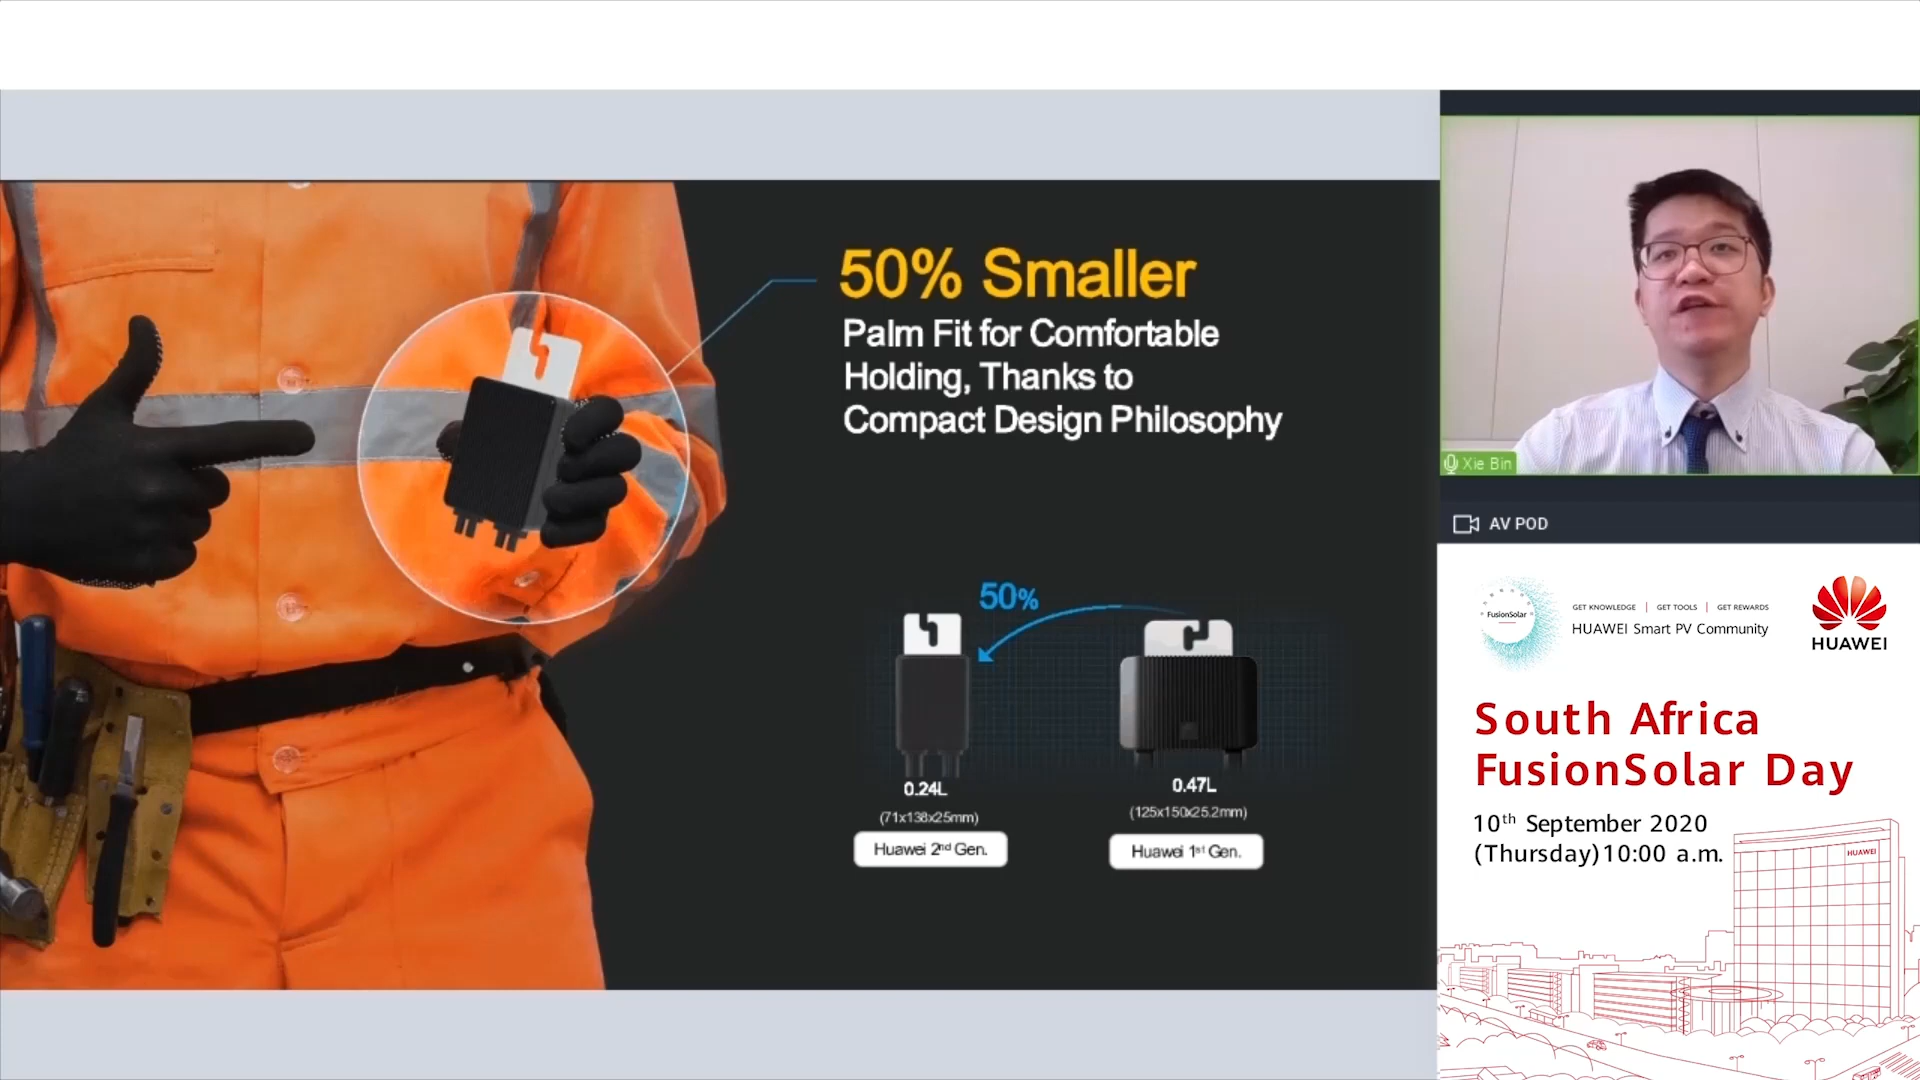 50% Smaller
Palm Fit for Comfortable
Holding, Thanks to
Compact Design Philosophy
50%
0.24L
(71x138x25mm)
Huawei 2nd Gen.
0.47L
(125x150x25.2mm)
Huawei 1st Gen.
Xie Bin
AV POD
FusionSolar
GET KNOWLEDGE | GET TOOLS | GET REWARDS
HUAWEI Smart PV Community
HUAWEI
South Africa
FusionSolar Day
10th September 2020
(Thursday)10:00 a.m.
HUAWEI